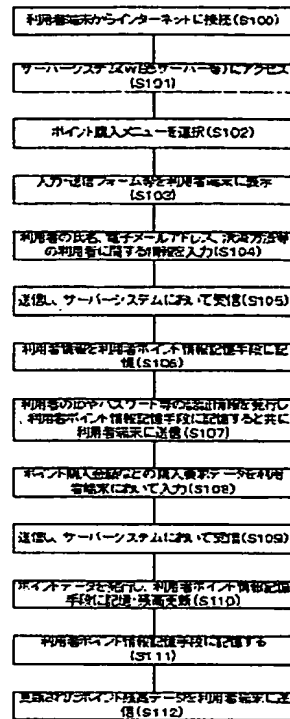 利用者端末からインターネットに接続(S100)
サーバーシステム(WEBサーバー等)にアクセス
(S101)
ポイント購入メニューを選択(S102)
入力・送信フォーム等を利用者端末に表示
(S103)
利用者の氏名、電子メールアドレス、決済方法等
の利用者に関する情報を入力(S104)
送信し、サーバーシステムにおいて受信(S105)
利用者情報を利用者ポイント情報記憶手段に記
憶(S106)
利用者のIDやパスワード等の認証情報を発行し
、利用者ポイント情報記憶手段に記憶すると共に
利用者端末に送信(S107)
ポイント購入金額などの購入要求データを利用
者端末において入力(S108)
送信し、サーバーシステムにおいて受信(S109)
ポイントデータを発行し、利用者ポイント情報記憶
手段に記憶・残高更新(S110)
利用者ポイント情報記憶手段に記憶する
(S111)
更新されたポイント残高データを利用者端末に送
信(S112)